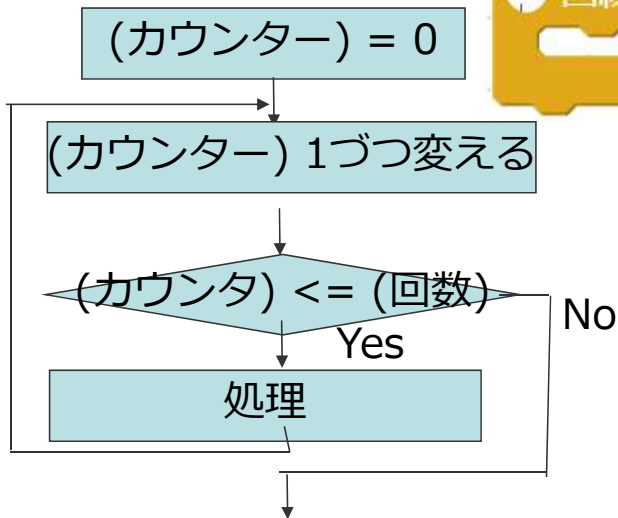 (カウンター) = 0
(カウンター) 1づつ変える
(カウンタ) <= (回数)
No
Yes
処理